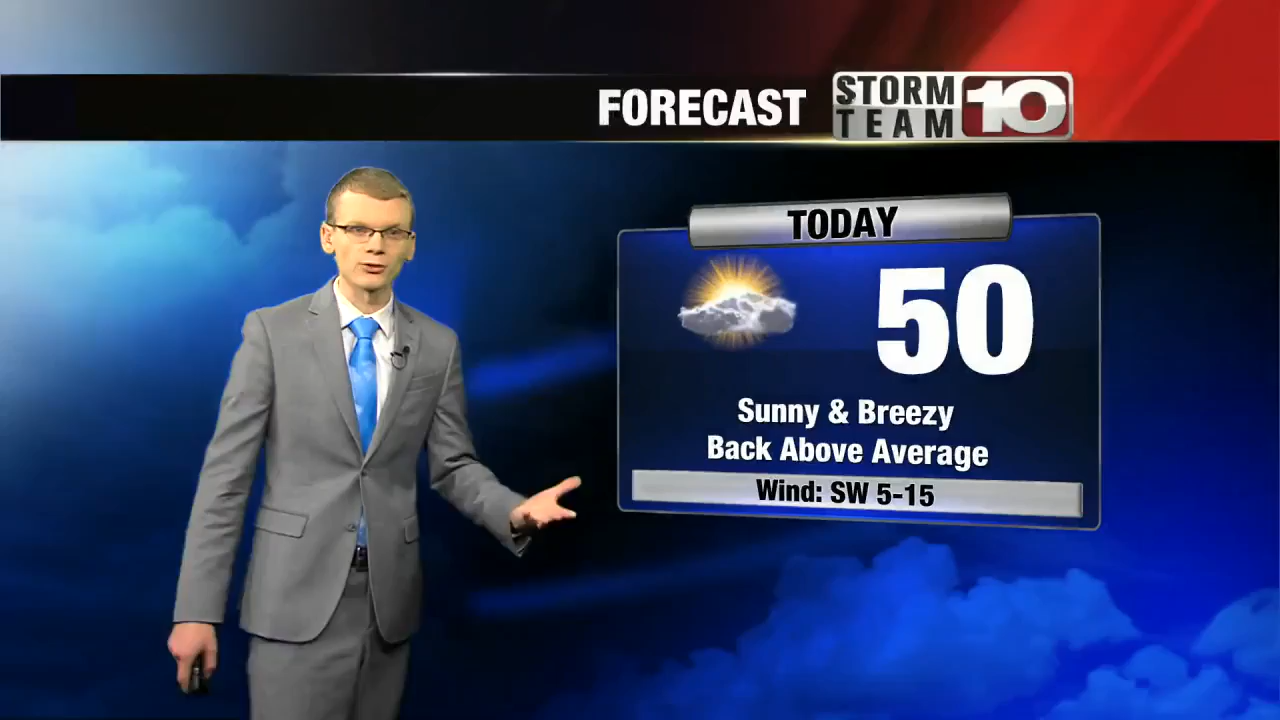 FORECAST
STORM
TEAM
10
TODAY
50
Sunny & Breezy
Back Above Average
Wind: SW 5-15